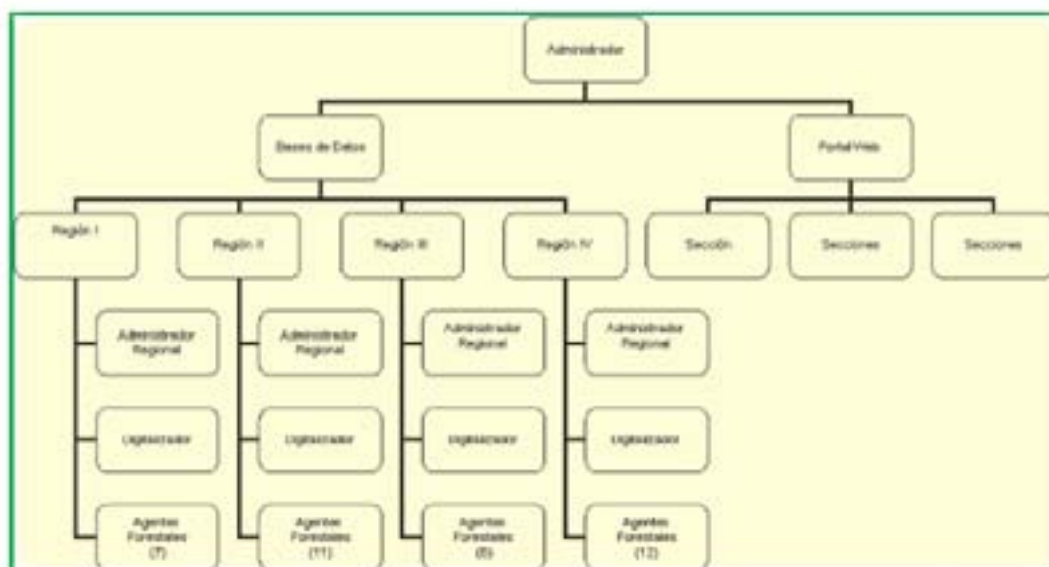 Administrador
Bases de Datos
Portal Web
Región I
Región II
Región III
Región IV
Sección
Secciones
Secciones
Administrador
Regional
Administrador
Regional
Administrador
Regional
Administrador
Regional
Digitalizador
Digitalizador
Digitalizador
Digitalizador
Agentes
Forestales
(7)
Agentes
Forestales
(11)
Agentes
Forestales
Agentes
Forestales
(12)